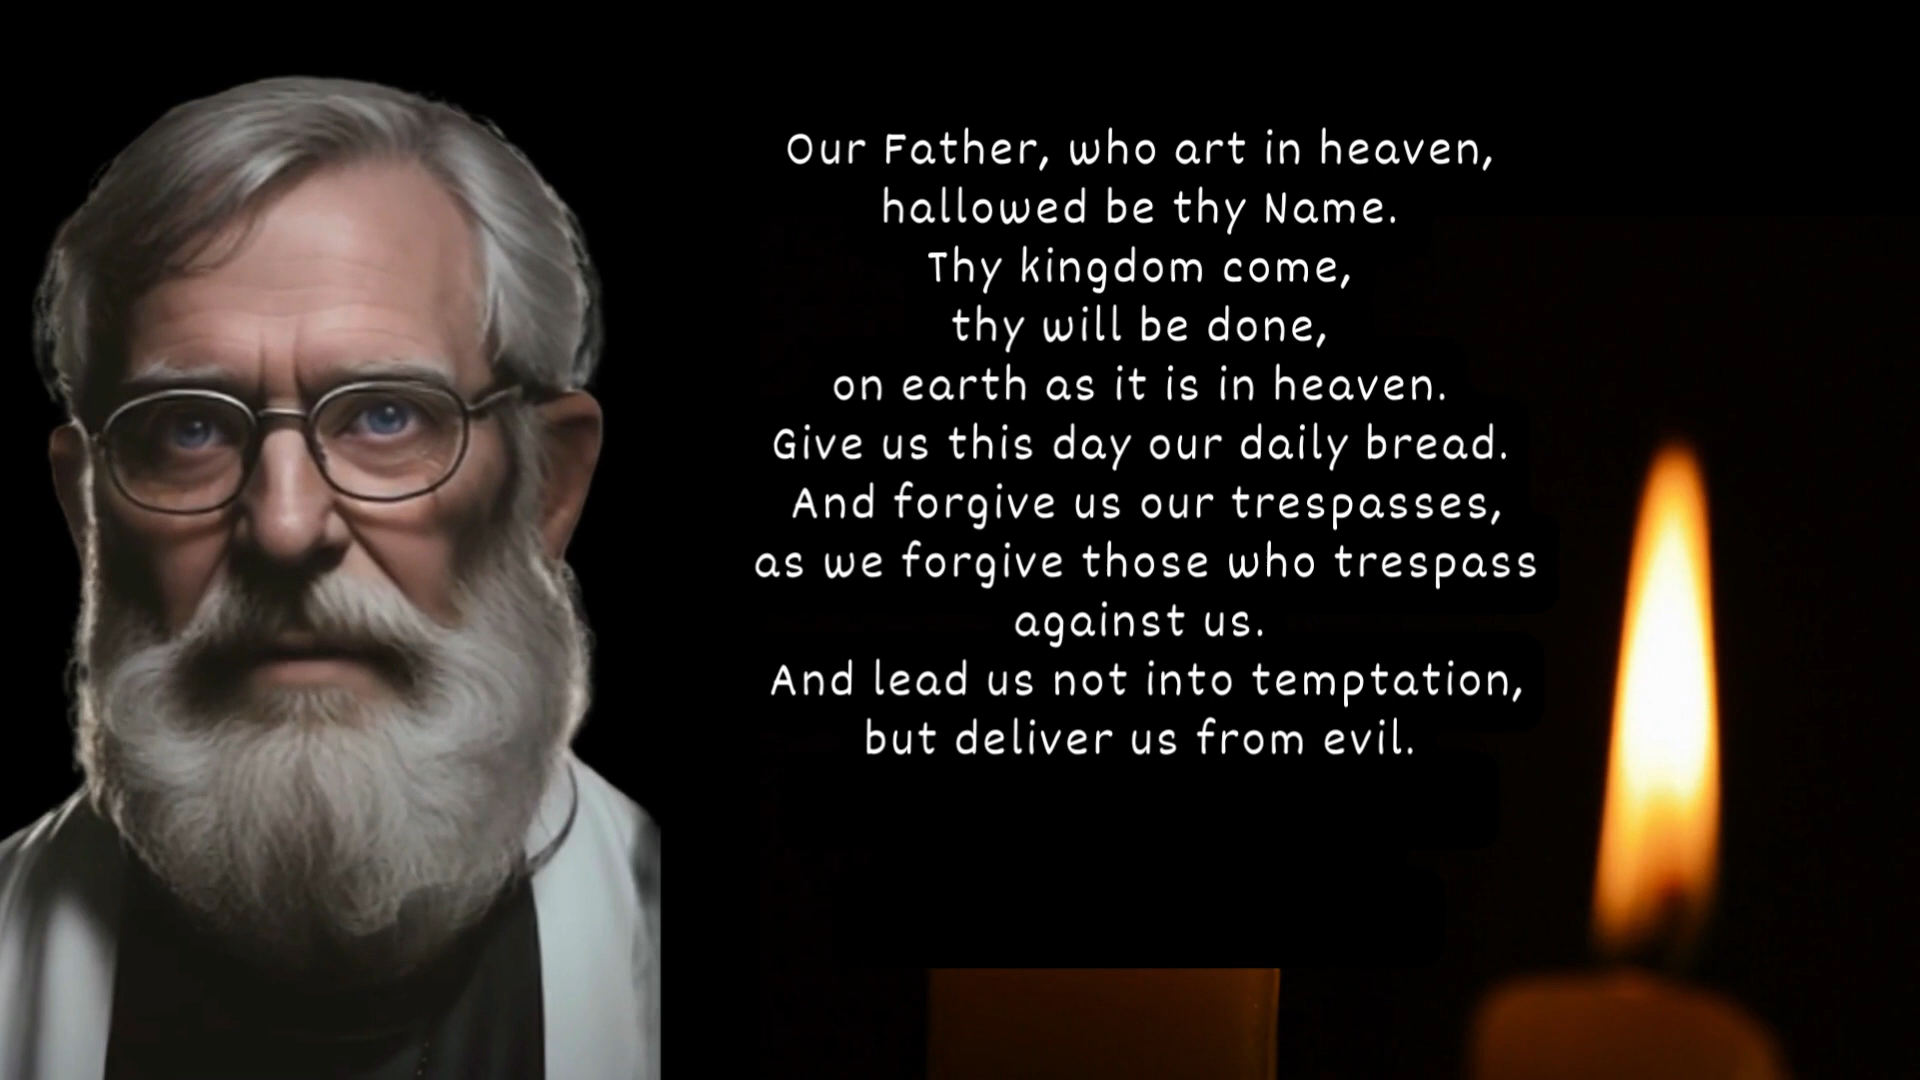 Our Father, who art in heaven,
hallowed be thy Name.
Thy kingdom come,
thy will be done,
on earth as it is in heaven.
Give us this day our daily bread.
And forgive us our trespasses,
as we forgive those who trespass
against us.
And lead us not into temptation,
but deliver us from evil.